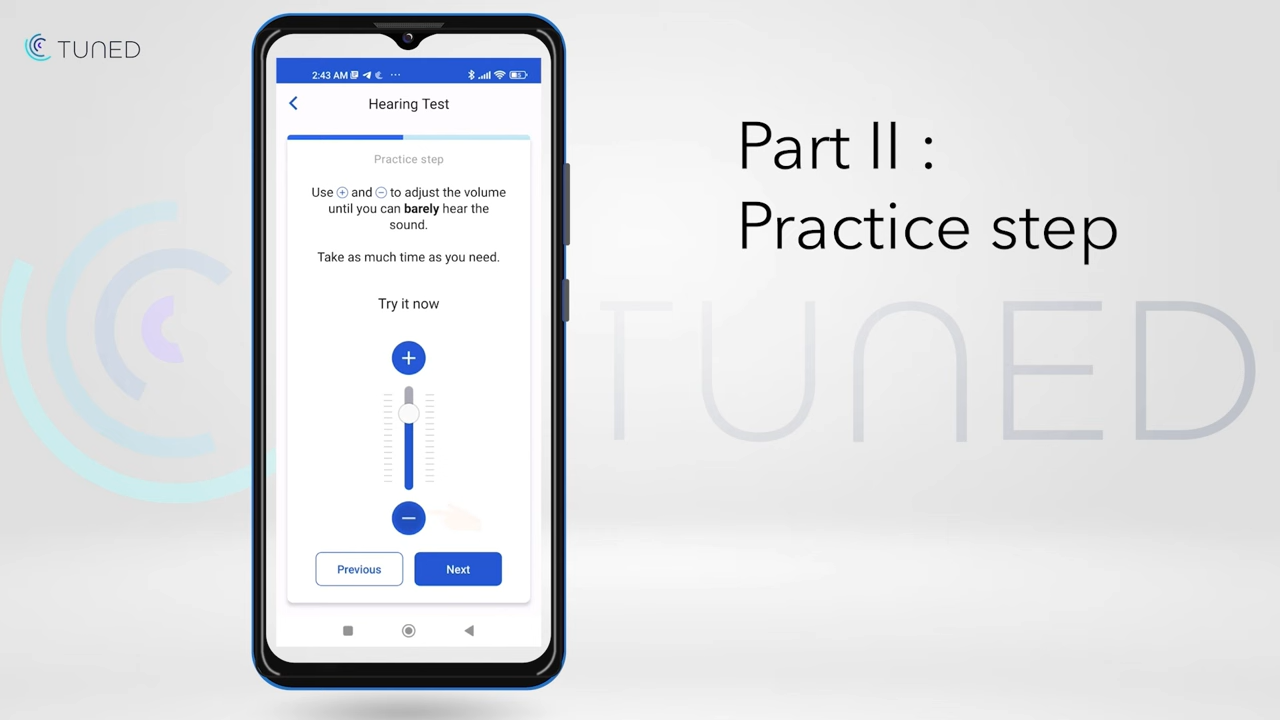 TUNED
2:43 AM
Hearing Test
Practice step
Use + and − to adjust the volume
until you can barely hear the
sound.
Take as much time as you need.
Try it now
Previous
Next
Part II :
Practice step
TUNED